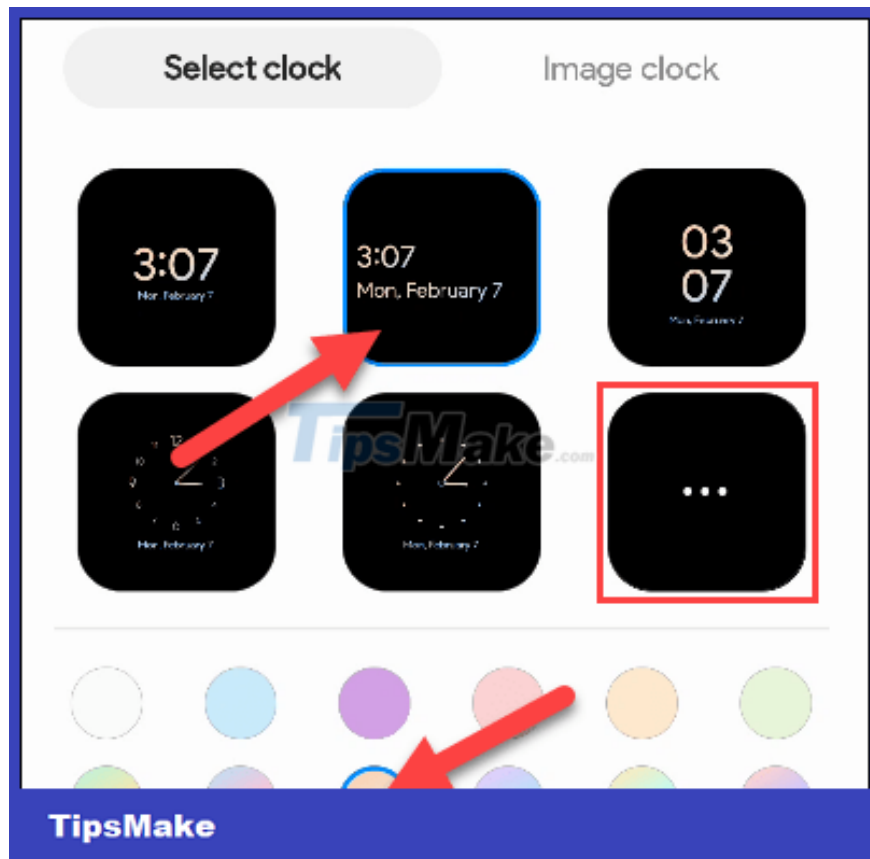 Select clock
Image clock
3:07
Mon, February 7
3:07
Mon, February 7
03
07
Mon, February 7
12
Mon, February 7
Mon, February 7
TipsMake.com
TipsMake